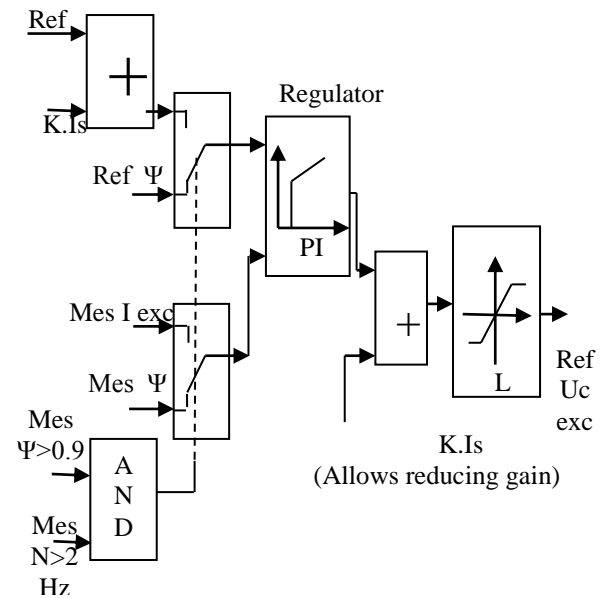 Ref
+
K.Is
Regulator
Ref Ψ
PI
Mes I exc
Mes Ψ
+
L
Ref
Uc
exc
Mes
Ψ>0.9
A
N
D
K.Is
(Allows reducing gain)
Mes
N>2
Hz